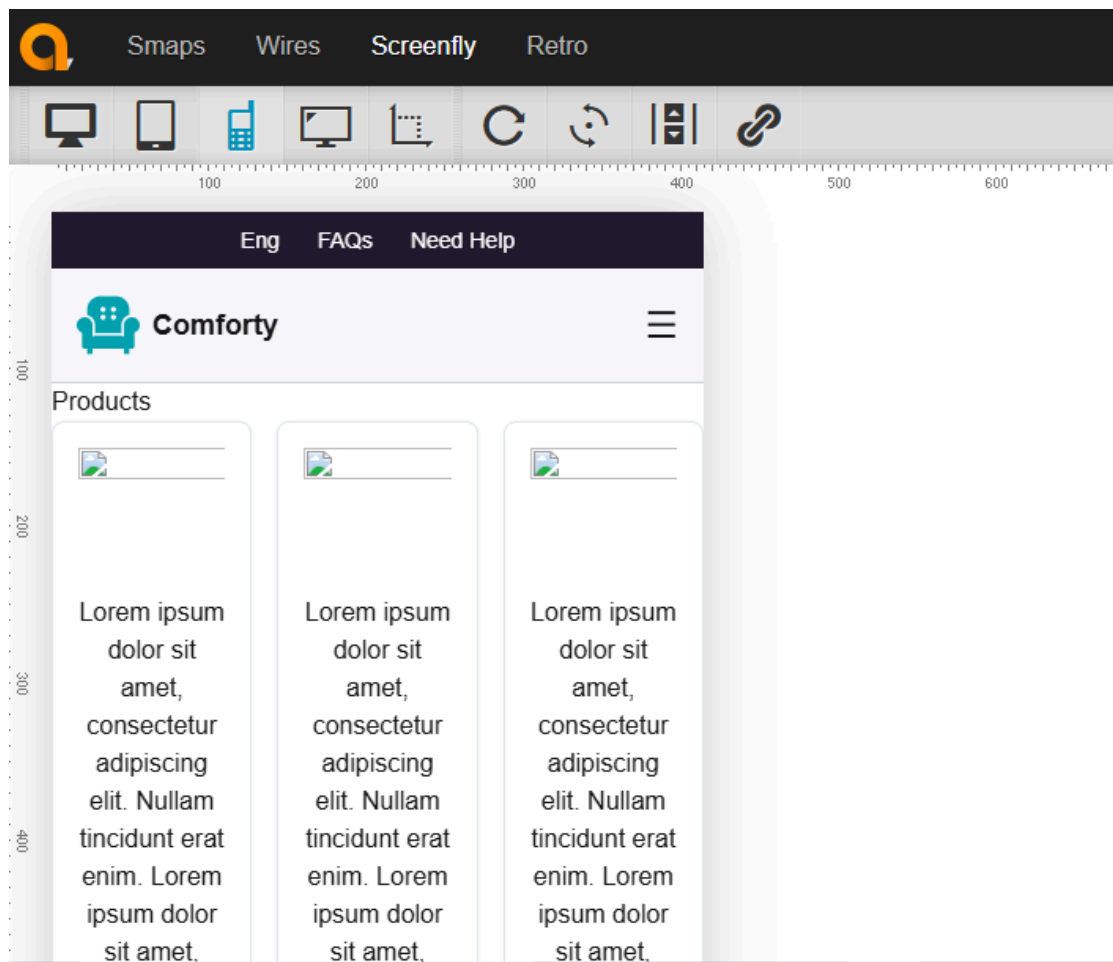 Smaps Wires Screenfly Retro
100 200 300 400 500 600
Eng FAQs Need Help
Comforty
100
Products
200
Lorem ipsum Lorem ipsum Lorem ipsum
dolor sit dolor sit dolor sit
300
amet, amet, amet,
consectetur consectetur consectetur
adipiscing adipiscing adipiscing
elit. Nullam elit. Nullam elit. Nullam
400
tincidunt erat tincidunt erat tincidunt erat
enim. Lorem enim. Lorem enim. Lorem
ipsum dolor ipsum dolor ipsum dolor
sit amet, sit amet, sit amet,